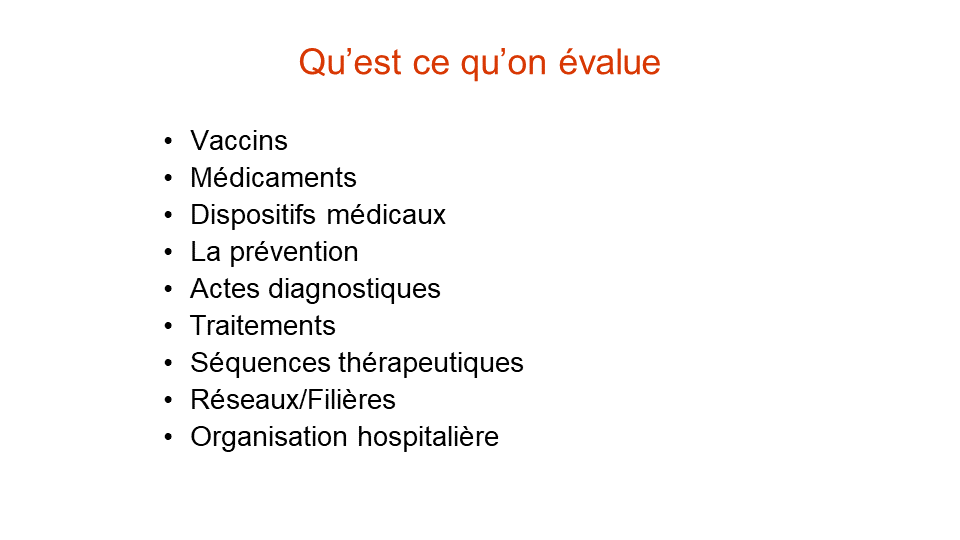 Qu’est ce qu’on évalue
• Vaccins
• Médicaments
• Dispositifs médicaux
• La prévention
• Actes diagnostiques
• Traitements
• Séquences thérapeutiques
• Réseaux/Filières
• Organisation hospitalière